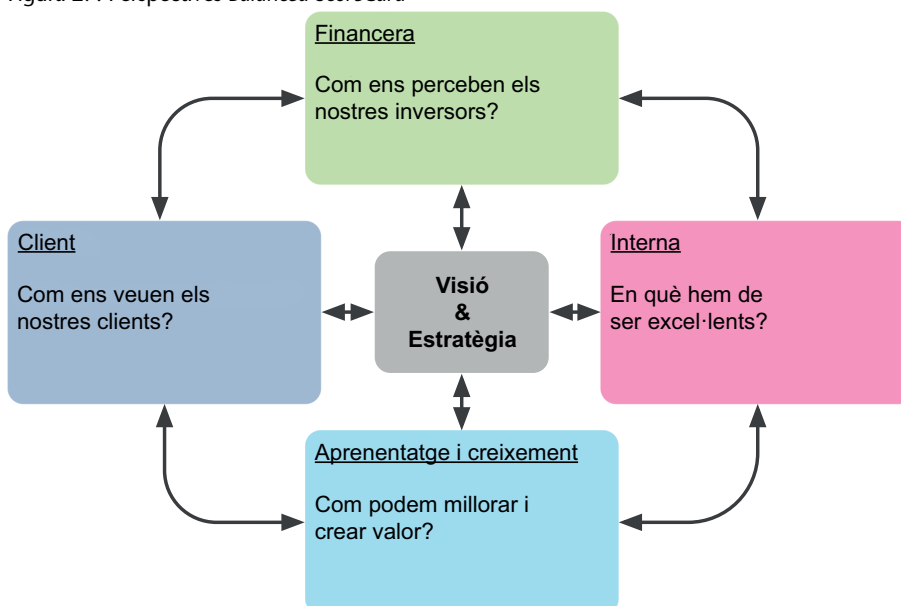 Financera
Com ens perceben els
nostres inversors?
Client
Com ens veuen els
nostres clients?
Visió
&
Estratègia
Interna
En què hem de
ser excel·lents?
Aprenentatge i creixement
Com podem millorar i
crear valor?